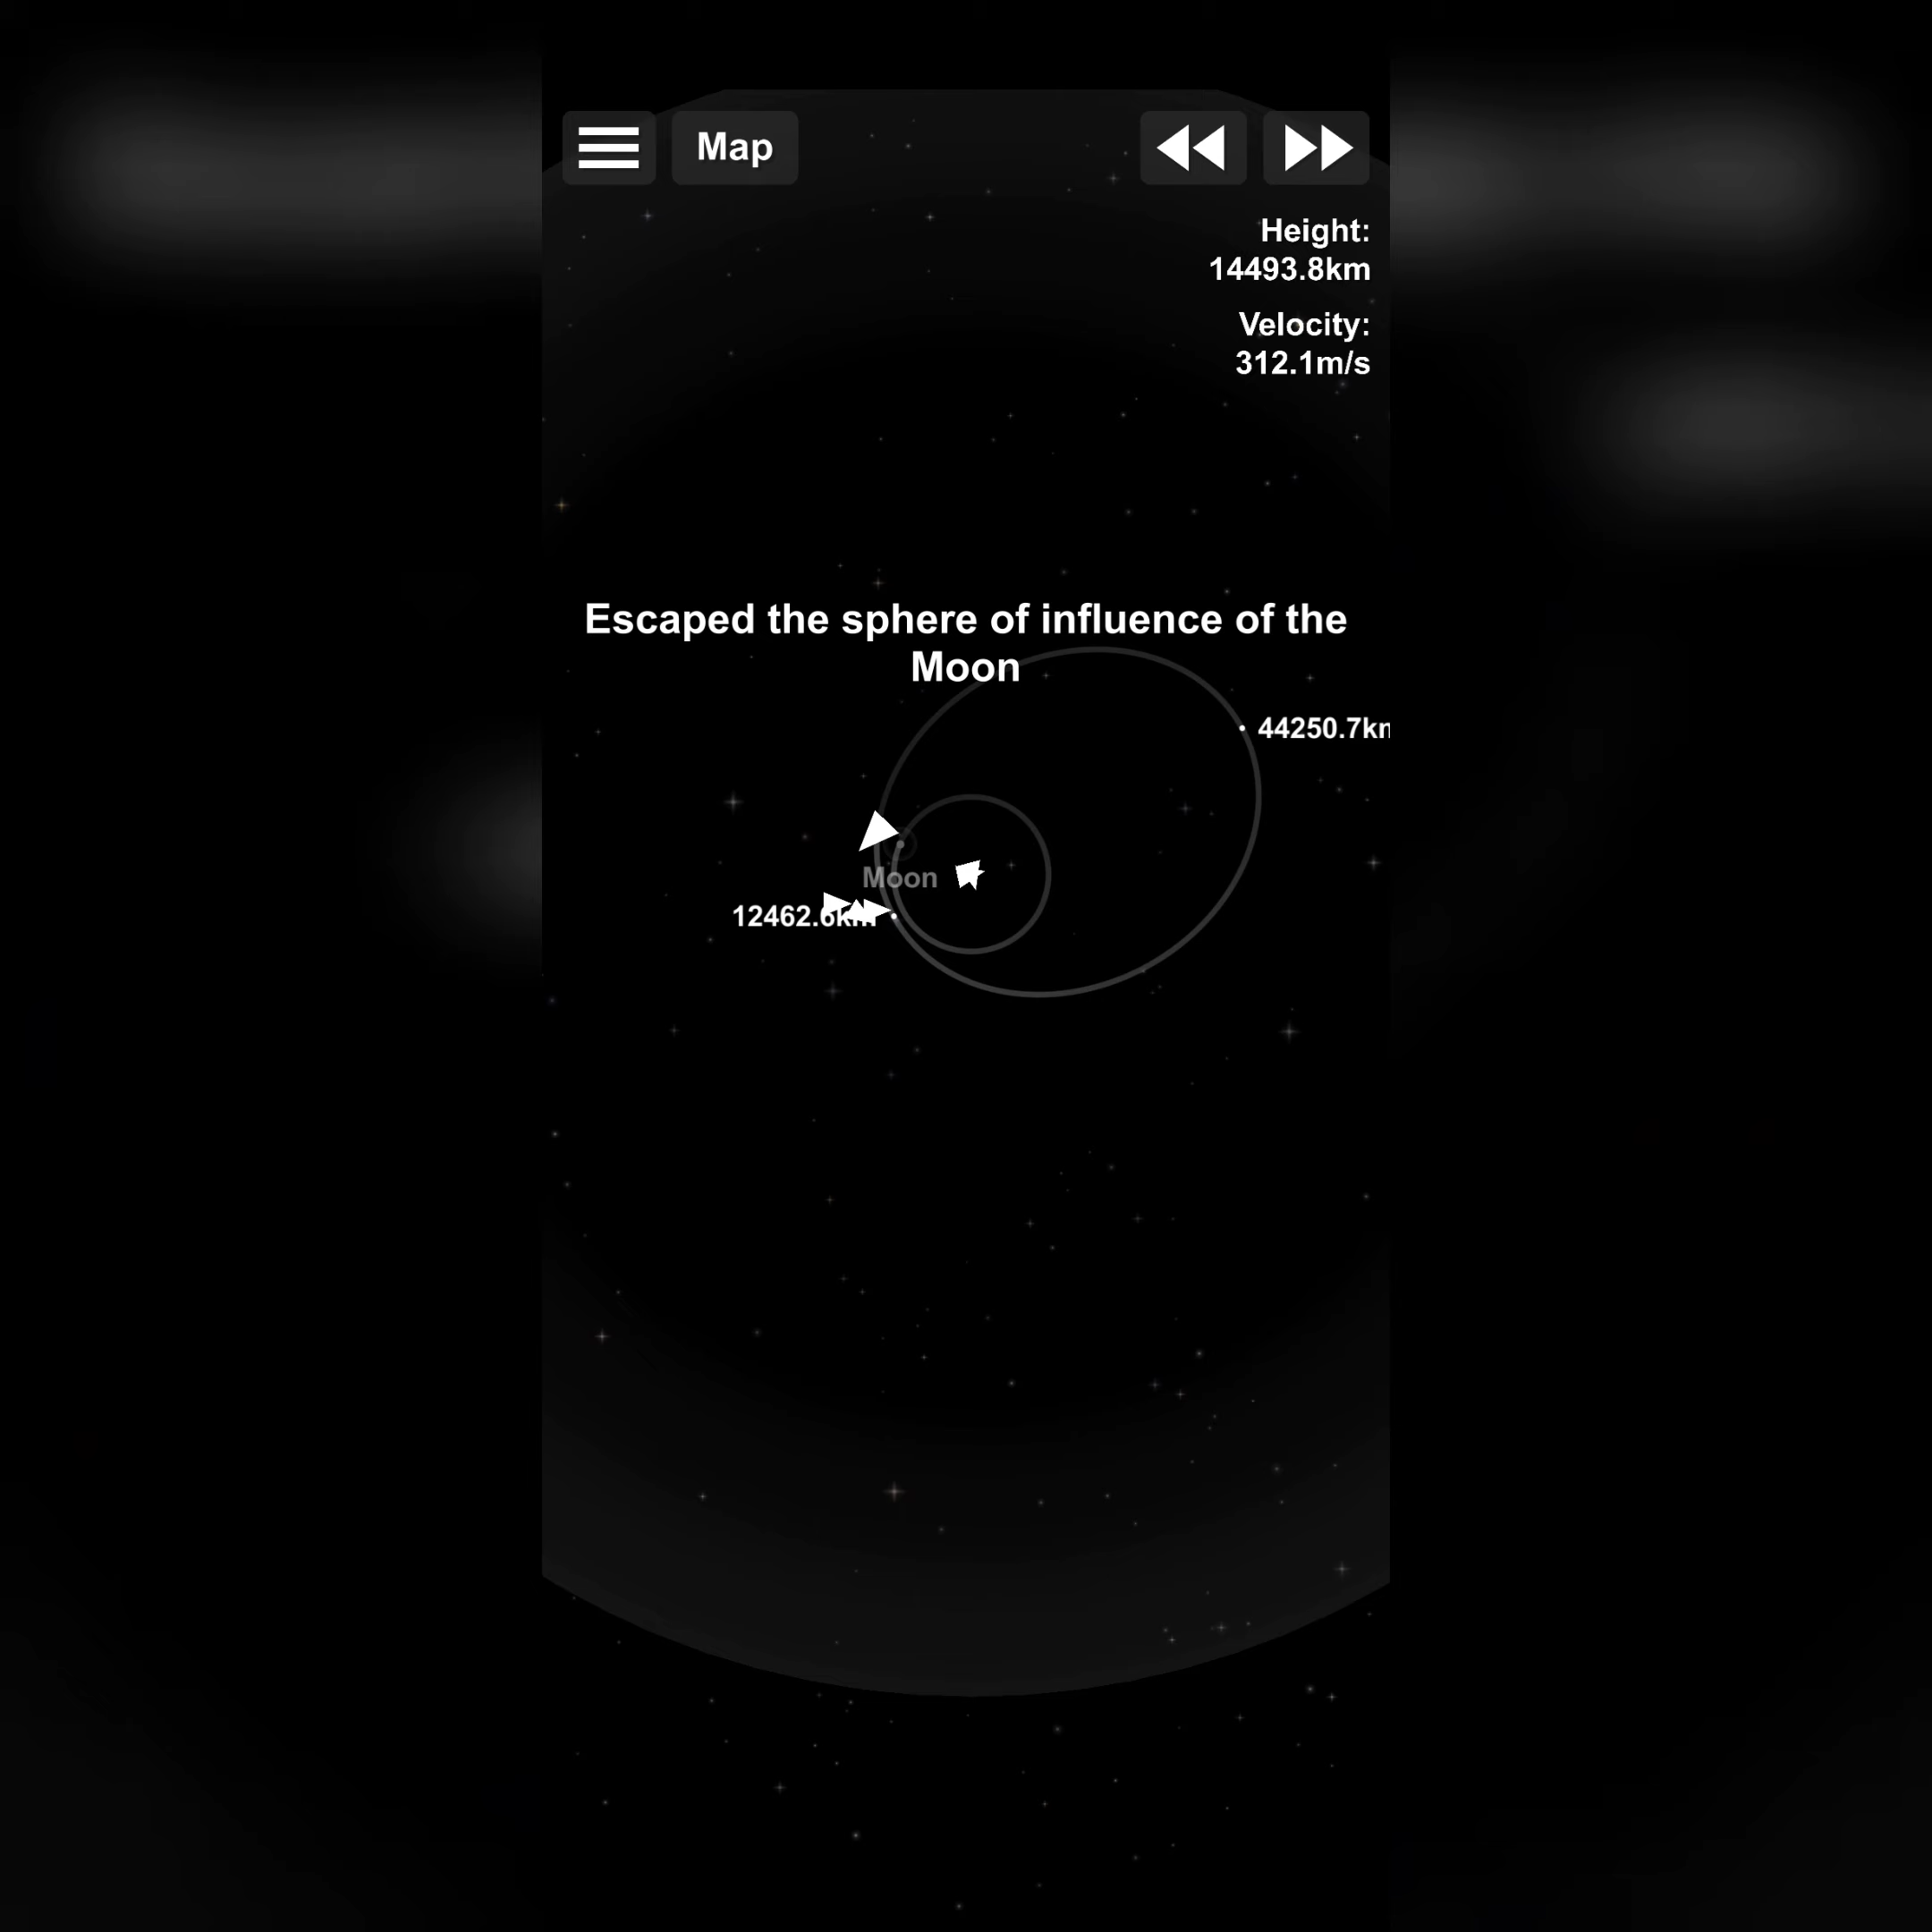 Map
Height:
14493.8km
Velocity:
312.1m/s
Escaped the sphere of influence of the
Moon
44250.7km
Moon
12462.6km